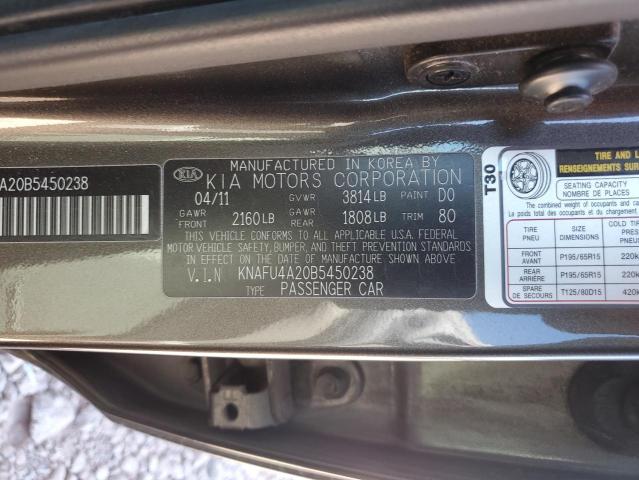 A20B5450238
MANUFACTURED IN KOREA BY
KIA KIA MOTORS CORPORATION
04/11 GVWR 3814 LB PAINT D0
GAWR FRONT 2160 LB GAWR REAR 1808 LB TRIM 80
THIS VEHICLE CONFORMS TO ALL APPLICABLE U.S. FEDERAL
MOTOR VEHICLE SAFETY, BUMPER, AND THEFT PREVENTION STANDARDS
IN EFFECT ON THE DATE OF MANUFACTURE SHOWN ABOVE
V.I.N KNAFU4A20B5450238
TYPE PASSENGER CAR
T30
TIRE AND L
RENSEIGNEMENTS SUR
SEATING CAPACITY
NOMBRE DE PLACES
The combined weight of occupants and cargo
Le poids total des occupants et du charg
TIRE PNEU SIZE DIMENSIONS COLD TI PRES PNEU
FRONT AVANT P195/65R15 220k
REAR ARRIÈRE P195/65R15 220k
SPARE DE SECOURS T125/80D15 420k